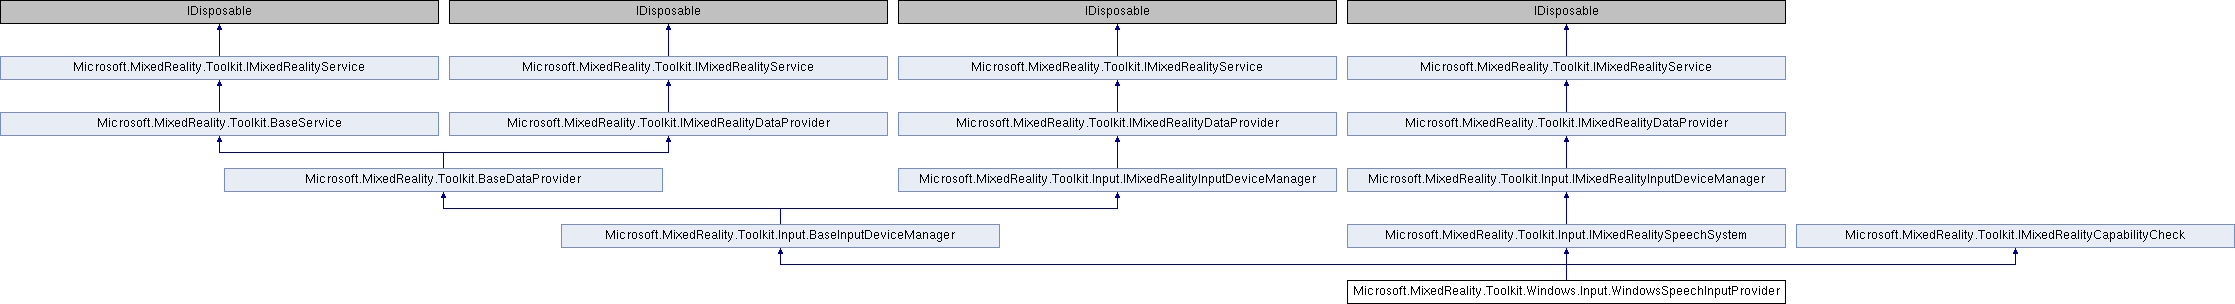 IDisposable
IDisposable
IDisposable
IDisposable
Microsoft.MixedReality.Toolkit.IMixedRealityService
Microsoft.MixedReality.Toolkit.IMixedRealityService
Microsoft.MixedReality.Toolkit.IMixedRealityService
Microsoft.MixedReality.Toolkit.IMixedRealityService
Microsoft.MixedReality.Toolkit.BaseService
Microsoft.MixedReality.Toolkit.IMixedRealityDataProvider
Microsoft.MixedReality.Toolkit.IMixedRealityDataProvider
Microsoft.MixedReality.Toolkit.IMixedRealityDataProvider
Microsoft.MixedReality.Toolkit.BaseDataProvider
Microsoft.MixedReality.Toolkit.Input.IMixedRealityInputDeviceManager
Microsoft.MixedReality.Toolkit.Input.IMixedRealityInputDeviceManager
Microsoft.MixedReality.Toolkit.Input.BaseInputDeviceManager
Microsoft.MixedReality.Toolkit.Input.IMixedRealitySpeechSystem
Microsoft.MixedReality.Toolkit.IMixedRealityCapabilityCheck
Microsoft.MixedReality.Toolkit.Windows.Input.WindowsSpeechInputProvider